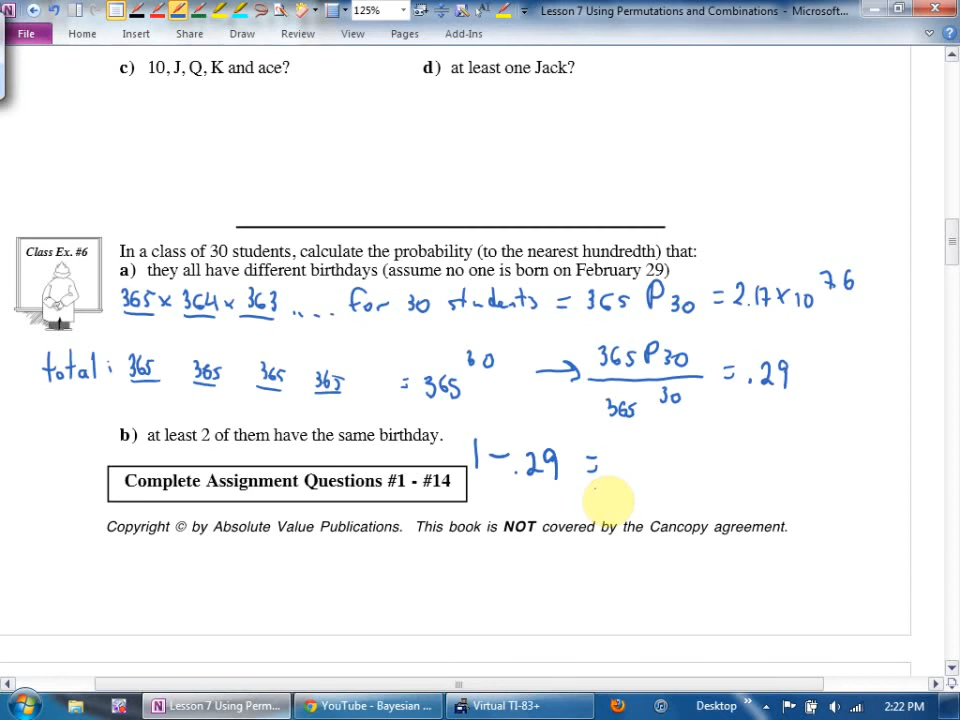 Lesson 7 Using Permutations and Combinations - Microsoft...
125%
File Home Insert Share Draw Review View Pages Add-Ins
c) 10, J, Q, K and ace? d) at least one Jack?
Class Ex. #6
In a class of 30 students, calculate the probability (to the nearest hundredth) that:
a) they all have different birthdays (assume no one is born on February 29)
365 × 364 × 363 .... for 30 students = 365 P 30 = 2.17 × 10^76
total: 365 365 365 365 = 365^30 → 365 P 30 / 365^30 = .29
b) at least 2 of them have the same birthday.
1 - .29 =
Complete Assignment Questions #1 - #14
Copyright © by Absolute Value Publications. This book is NOT covered by the Cancopy agreement.
Lesson 7 Using Perm... YouTube - Bayesian ... Virtual TI-83+ Desktop » 2:22 PM